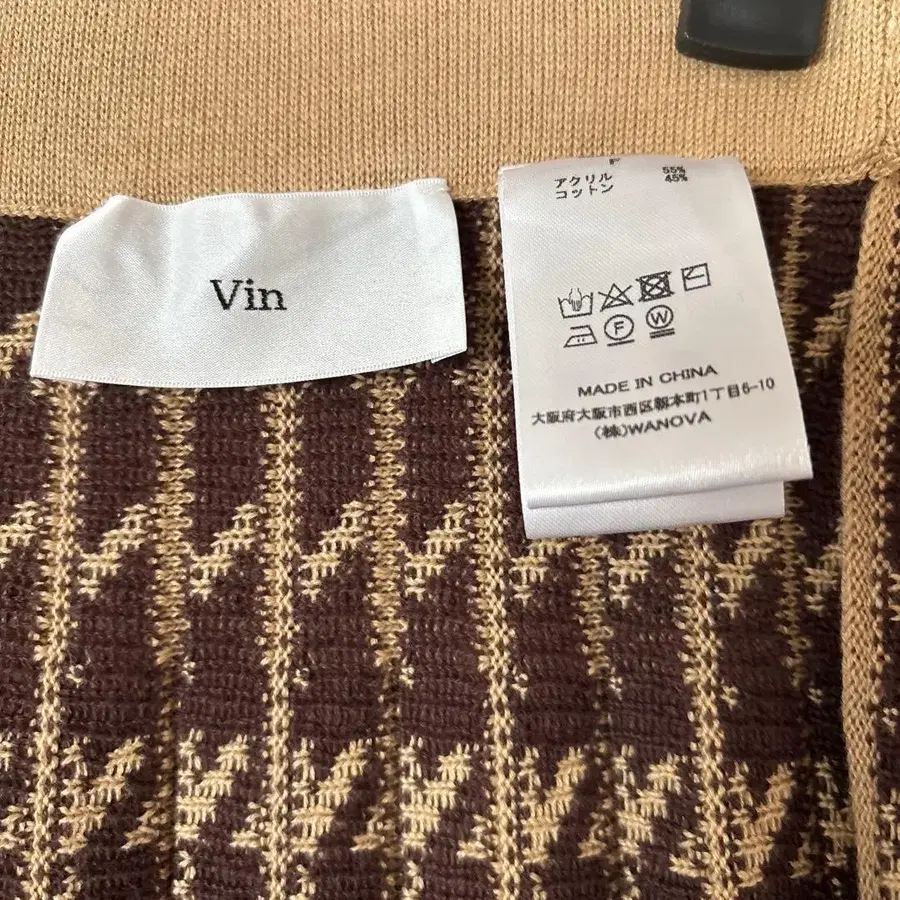 Vin
F
アクリル 55%
コットン 45%
F W
MADE IN CHINA
大阪府大阪市西区靭本町1丁目6-10
(株)WANOVA